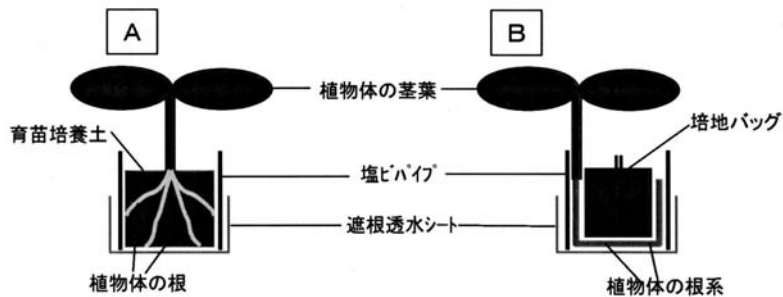 A
B
植物体の茎葉
育苗培養土
培地バッグ
塩ビパイプ
遮根透水シート
植物体の根
植物体の根系